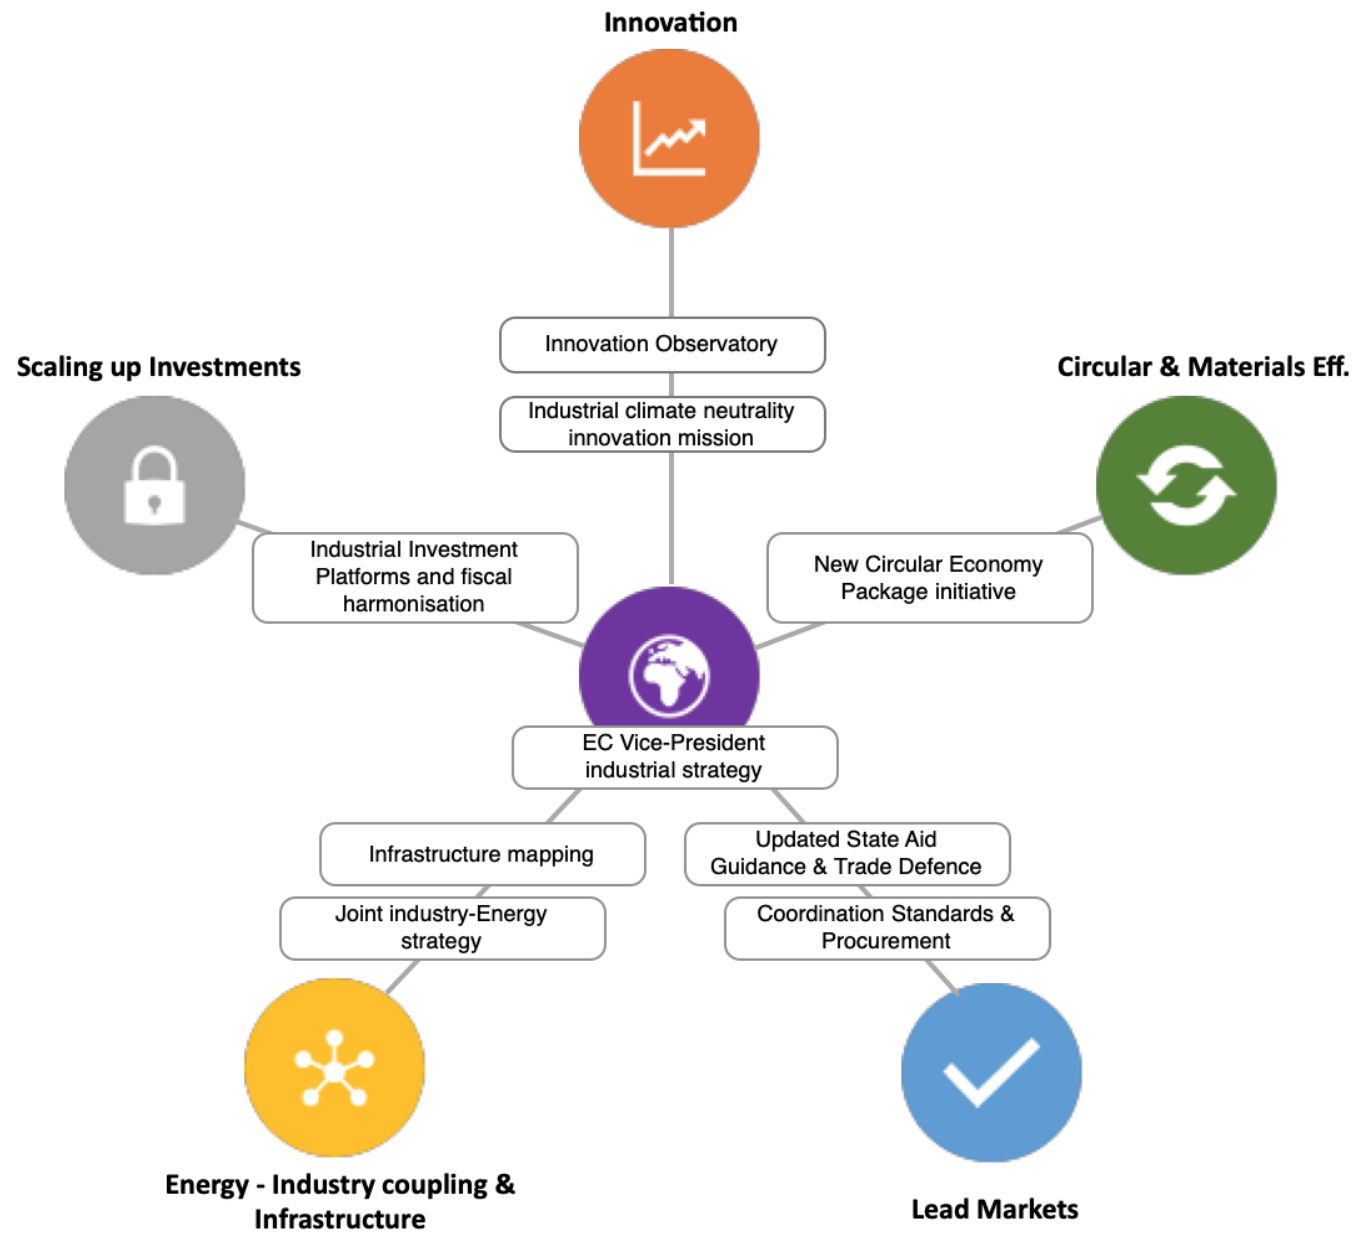 Innovation
Innovation Observatory
Scaling up Investments
Circular & Materials Eff.
Industrial climate neutrality
innovation mission
Industrial Investment
Platforms and fiscal
harmonisation
New Circular Economy
Package initiative
EC Vice-President
industrial strategy
Infrastructure mapping
Updated State Aid
Guidance & Trade Defence
Joint industry-Energy
strategy
Coordination Standards &
Procurement
Energy - Industry coupling &
Infrastructure
Lead Markets